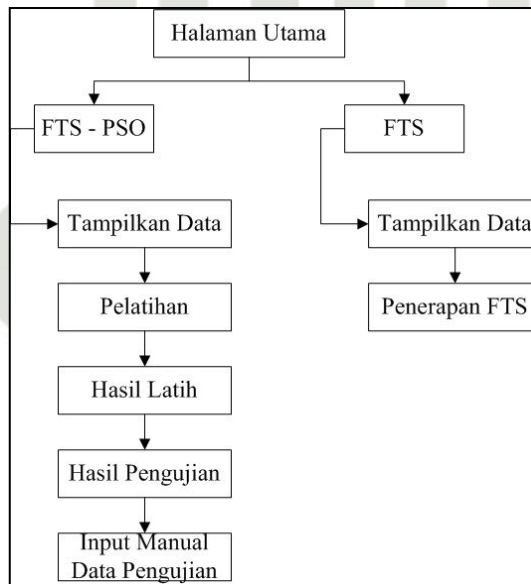 Halaman Utama
FTS - PSO
FTS
Tampilkan Data
Tampilkan Data
Pelatihan
Penerapan FTS
Hasil Latih
Hasil Pengujian
Input Manual
Data Pengujian